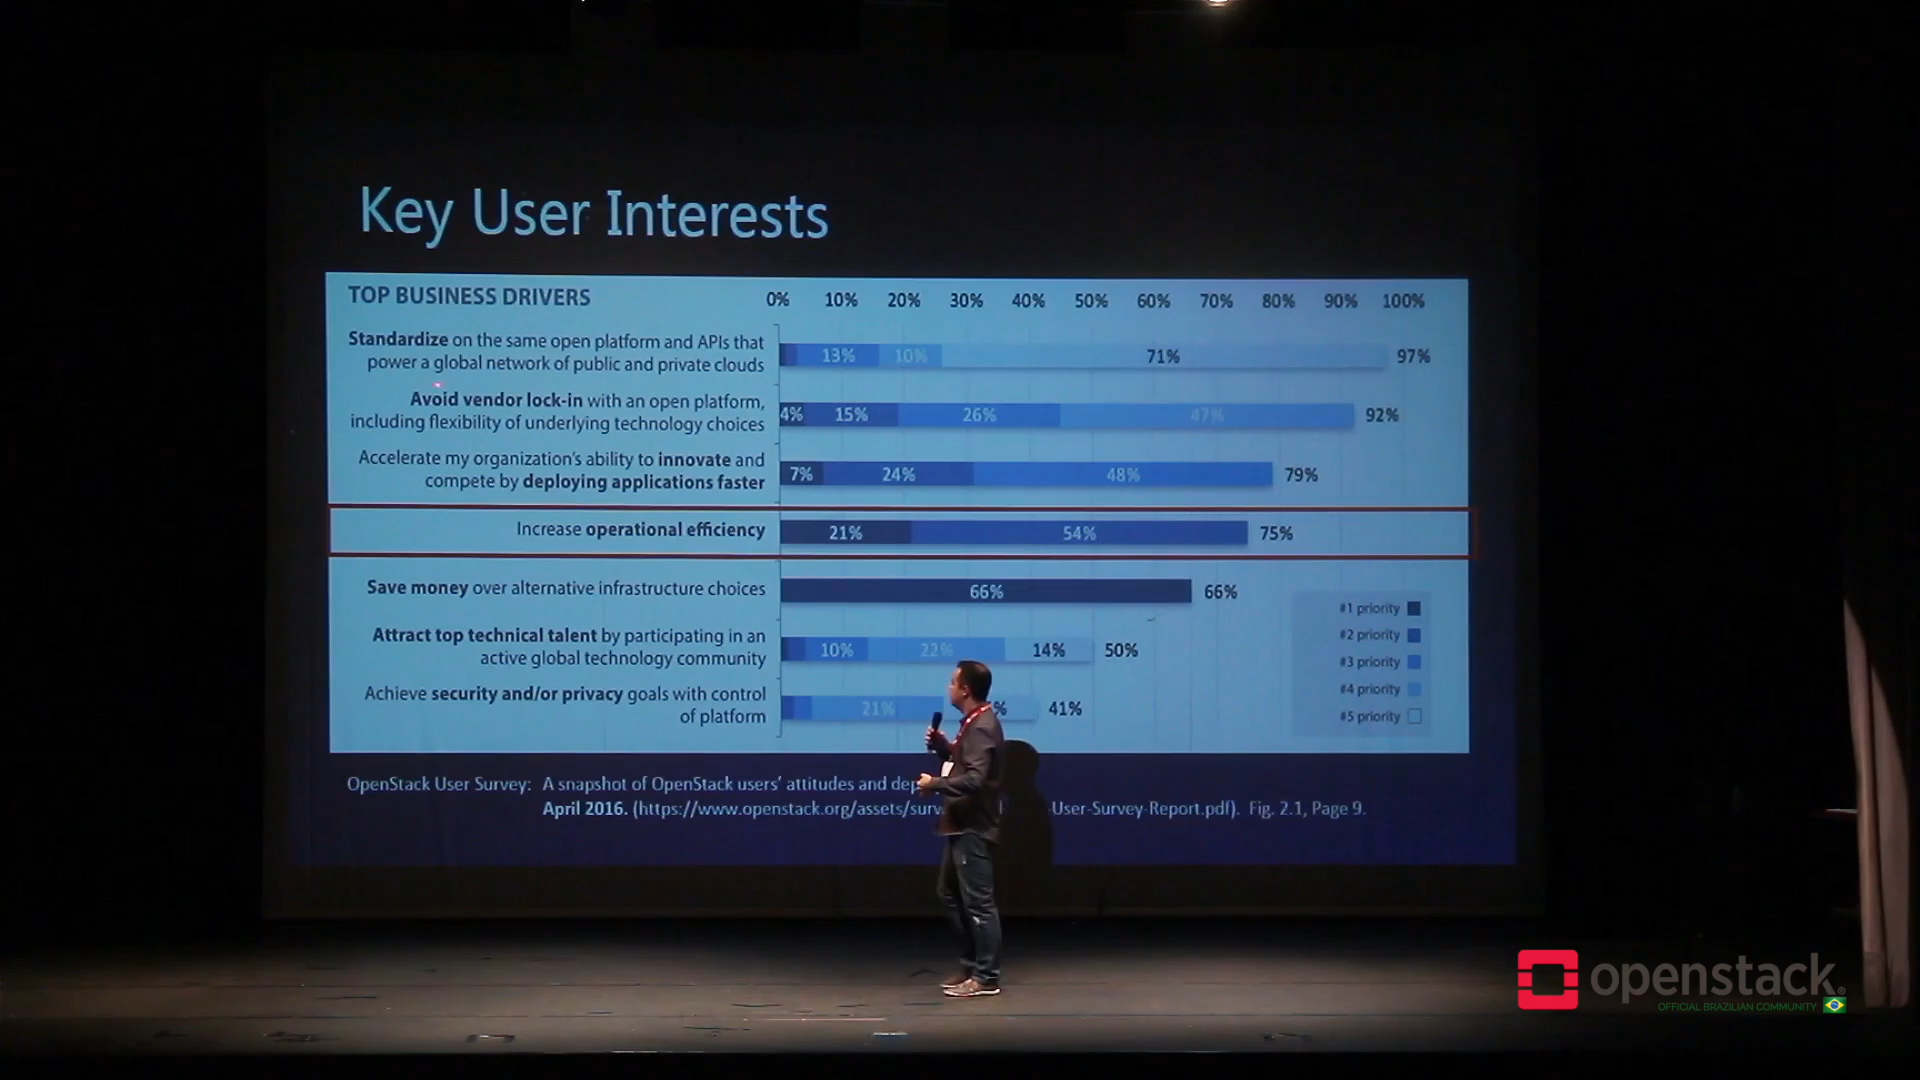 Key User Interests
TOP BUSINESS DRIVERS
0% 10% 20% 30% 40% 50% 60% 70% 80% 90% 100%
Standardize on the same open platform and APIs that
power a global network of public and private clouds
13% 10% 71% 97%
Avoid vendor lock-in with an open platform,
including flexibility of underlying technology choices
4% 15% 26% 47% 92%
Accelerate my organization's ability to innovate and
compete by deploying applications faster
7% 24% 48% 79%
Increase operational efficiency
21% 54% 75%
Save money over alternative infrastructure choices
66% 66%
Attract top technical talent by participating in an
active global technology community
10% 22% 14% 50%
Achieve security and/or privacy goals with control
of platform
21% % 41%
#1 priority
#2 priority
#3 priority
#4 priority
#5 priority
OpenStack User Survey: A snapshot of OpenStack users' attitudes and
April 2016. (https://www.openstack.org/assets/surv -User-Survey-Report.pdf). Fig. 2.1, Page 9.
openstack.®
OFFICIAL BRAZILIAN COMMUNITY